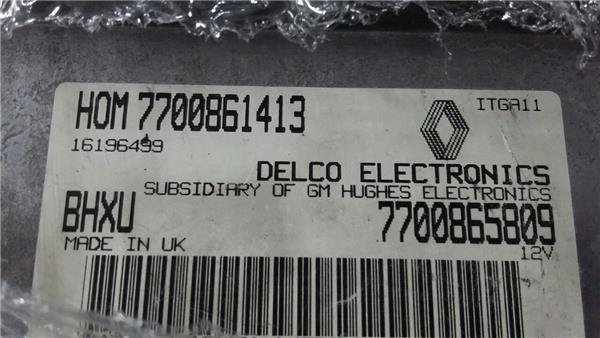 HOM 7700861413
ITGA11
16196499
DELCO ELECTRONICS
SUBSIDIARY OF GM HUGHES ELECTRONICS
BHXU 7700865809
MADE IN UK 12V